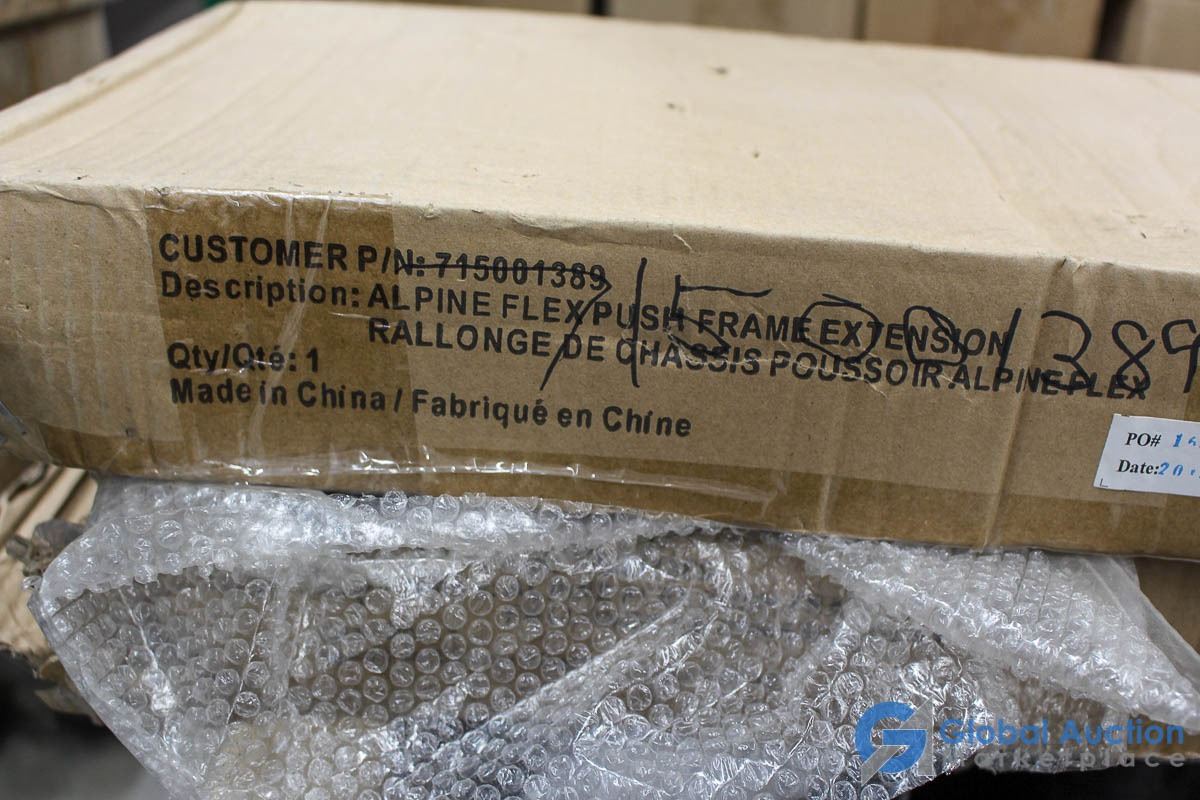 CUSTOMER P/N: 715001389
Description: ALPINE FLEX PUSH FRAME EXTENSION
RALLONGE DE CHASSIS POUSSOIR ALPINE FLEX
Qty/Qté: 1
Made in China / Fabriqué en Chine
715001389
PO#
Date:
Global Auction
Marketplace